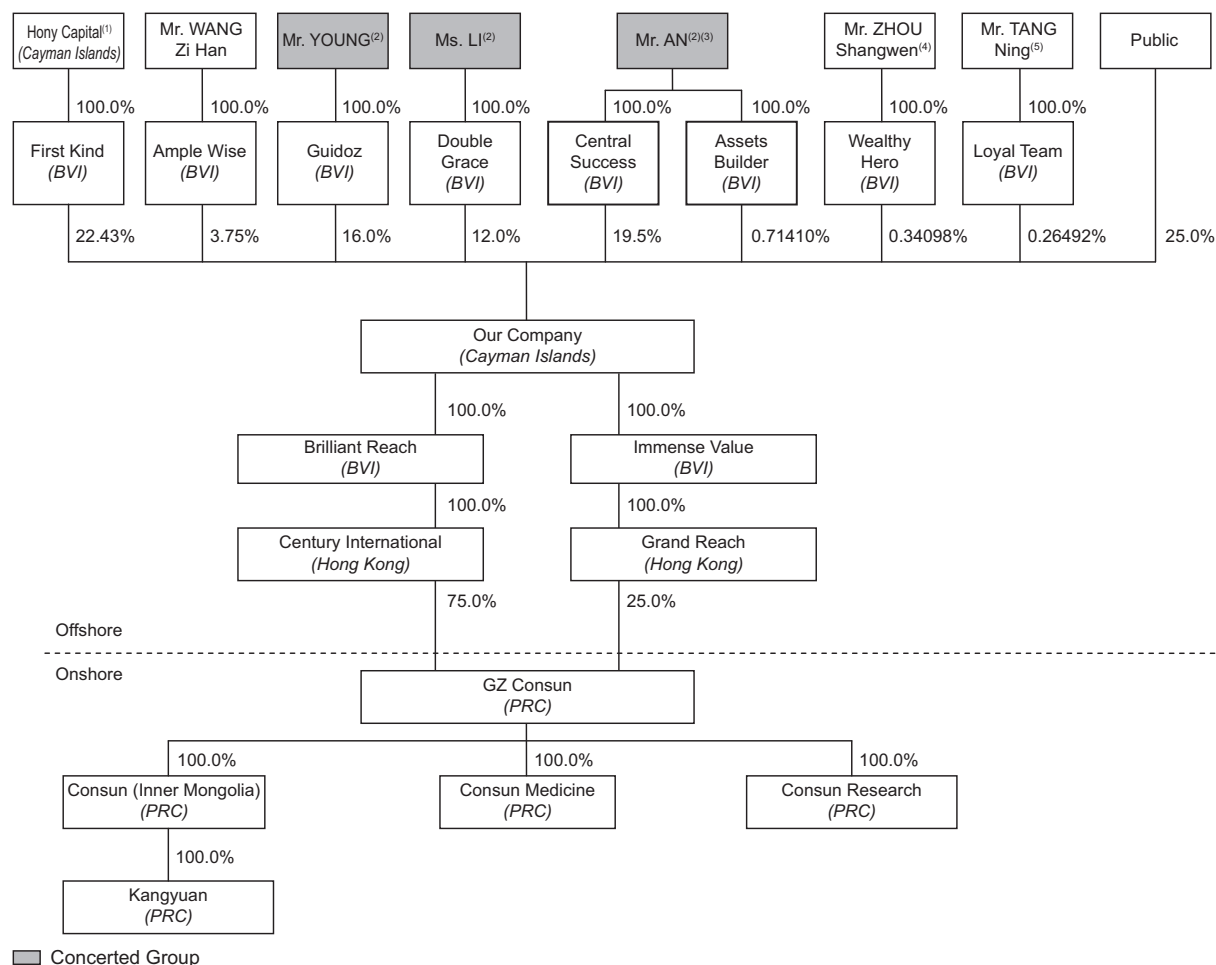 Hony Capital(1)
(Cayman Islands)
Mr. WANG
Zi Han
Mr. YOUNG(2)
Ms. LI(2)
Mr. AN(2)(3)
Mr. ZHOU
Shangwen(4)
Mr. TANG
Ning(5)
Public
100.0%
100.0%
100.0%
100.0%
100.0%
100.0%
100.0%
100.0%
First Kind
(BVI)
Ample Wise
(BVI)
Guidoz
(BVI)
Double
Grace
(BVI)
Central
Success
(BVI)
Assets
Builder
(BVI)
Wealthy
Hero
(BVI)
Loyal Team
(BVI)
22.43%
3.75%
16.0%
12.0%
19.5%
0.71410%
0.34098%
0.26492%
25.0%
Our Company
(Cayman Islands)
100.0%
100.0%
Brilliant Reach
(BVI)
Immense Value
(BVI)
100.0%
100.0%
Century International
(Hong Kong)
Grand Reach
(Hong Kong)
75.0%
25.0%
Offshore
Onshore
GZ Consun
(PRC)
100.0%
100.0%
100.0%
Consun (Inner Mongolia)
(PRC)
Consun Medicine
(PRC)
Consun Research
(PRC)
100.0%
Kangyuan
(PRC)
Concerted Group